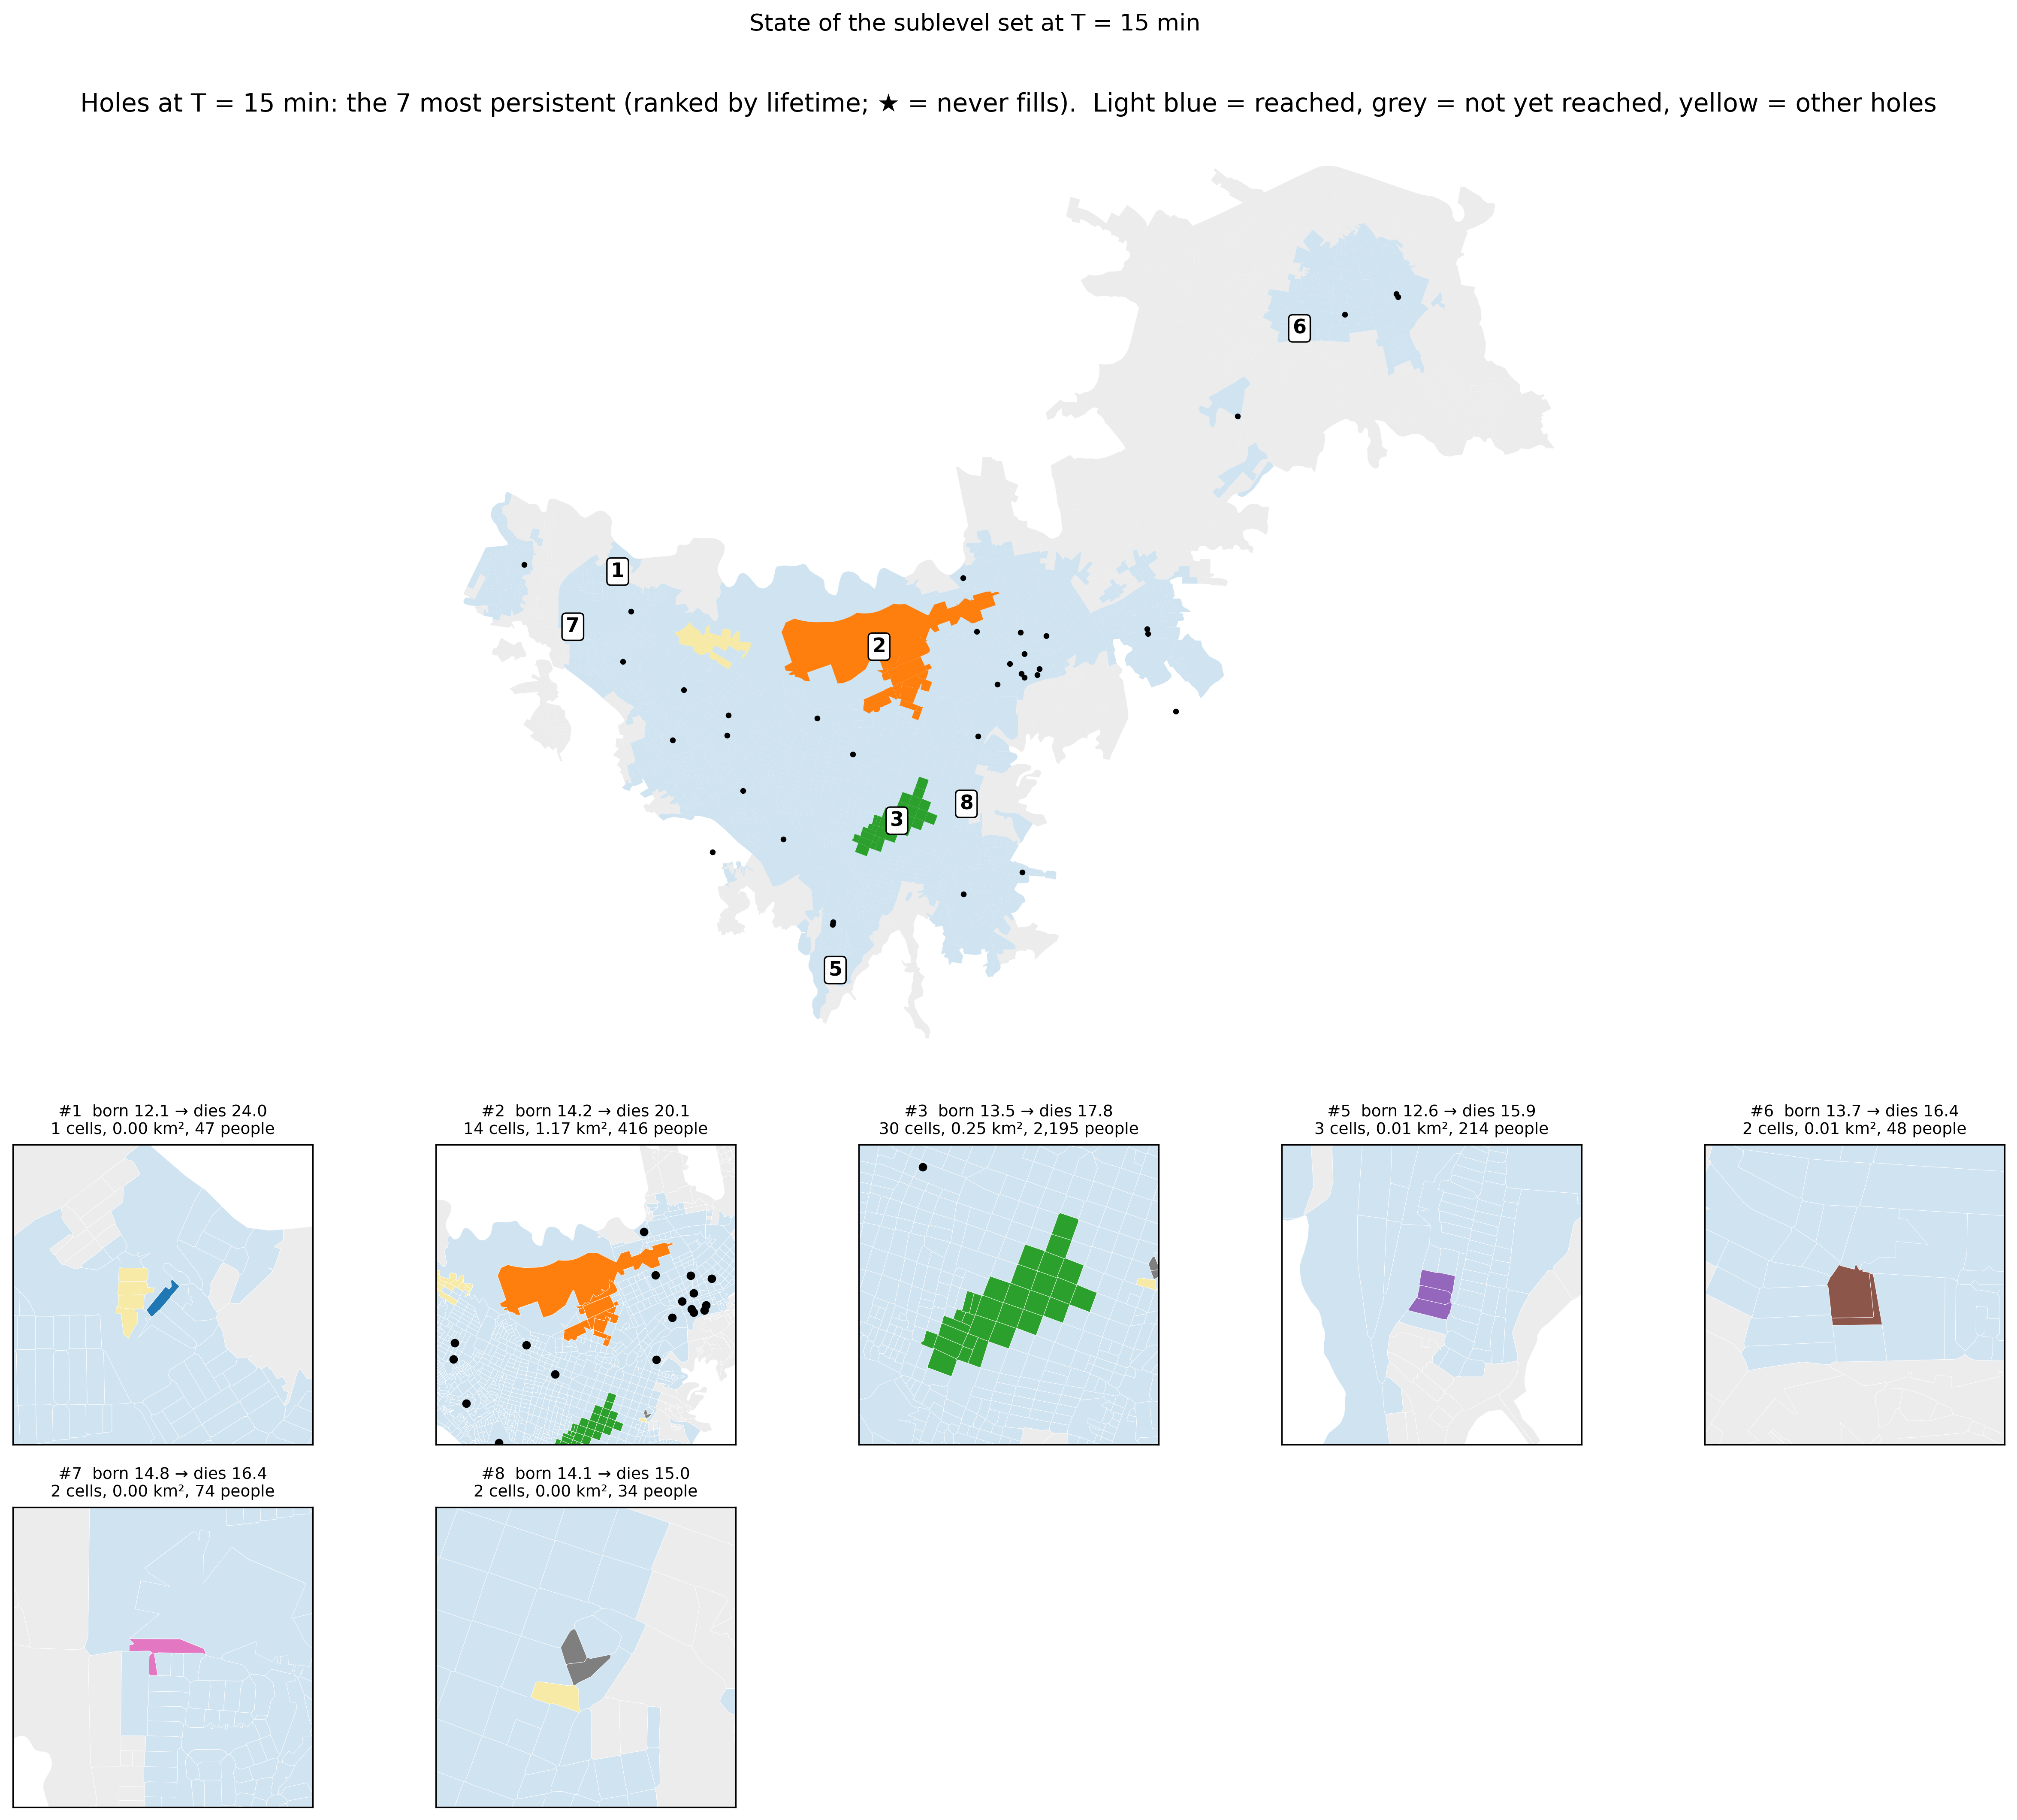 State of the sublevel set at T = 15 min
Holes at T = 15 min: the 7 most persistent (ranked by lifetime; ★ = never fills).  Light blue = reached, grey = not yet reached, yellow = other holes
6
1
7
2
8
3
5
#1  born 12.1 → dies 24.0
1 cells, 0.00 km², 47 people
#2  born 14.2 → dies 20.1
14 cells, 1.17 km², 416 people
#3  born 13.5 → dies 17.8
30 cells, 0.25 km², 2,195 people
#5  born 12.6 → dies 15.9
3 cells, 0.01 km², 214 people
#6  born 13.7 → dies 16.4
2 cells, 0.01 km², 48 people
#7  born 14.8 → dies 16.4
2 cells, 0.00 km², 74 people
#8  born 14.1 → dies 15.0
2 cells, 0.00 km², 34 people